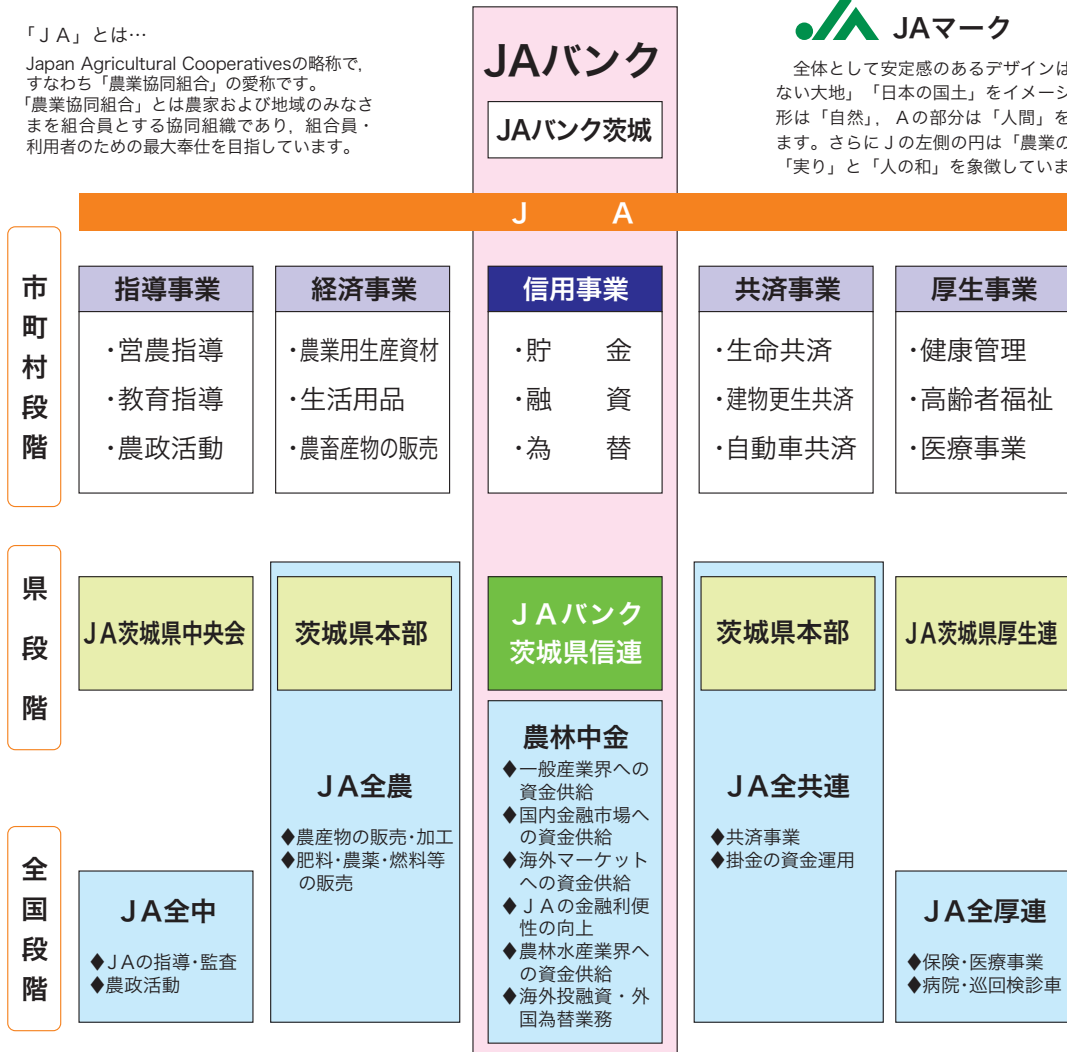 「ＪＡ」とは…
Japan Agricultural Cooperativesの略称で，
すなわち「農業協同組合」の愛称です。
「農業協同組合」とは農家および地域のみなさ
まを組合員とする協同組織であり，組合員・
利用者のための最大奉仕を目指しています。
JAバンク
JAバンク茨城
JAマーク
全体として安定感のあるデザインは
ない大地」「日本の国土」をイメージ
形は「自然」，Ａの部分は「人間」を
ます。さらにＪの左側の円は「農業の
「実り」と「人の和」を象徴していま
Ｊ　Ａ
市町村段階
指導事業
・営農指導
・教育指導
・農政活動
経済事業
・農業用生産資材
・生活用品
・農畜産物の販売
信用事業
・貯　金
・融　資
・為　替
共済事業
・生命共済
・建物更生共済
・自動車共済
厚生事業
・健康管理
・高齢者福祉
・医療事業
県段階
ＪＡ茨城県中央会
茨城県本部
ＪＡバンク
茨城県信連
茨城県本部
ＪＡ茨城県厚生連
全国段階
ＪＡ全中
◆ＪＡの指導・監査
◆農政活動
ＪＡ全農
◆農産物の販売・加工
◆肥料・農薬・燃料等
の販売
農林中金
◆一般産業界への
資金供給
◆国内金融市場へ
の資金供給
◆海外マーケット
への資金供給
◆ＪＡの金融利便
性の向上
◆農林水産業界へ
の資金供給
◆海外投融資・外
国為替業務
ＪＡ全共連
◆共済事業
◆掛金の資金運用
ＪＡ全厚連
◆保険・医療事業
◆病院・巡回検診車